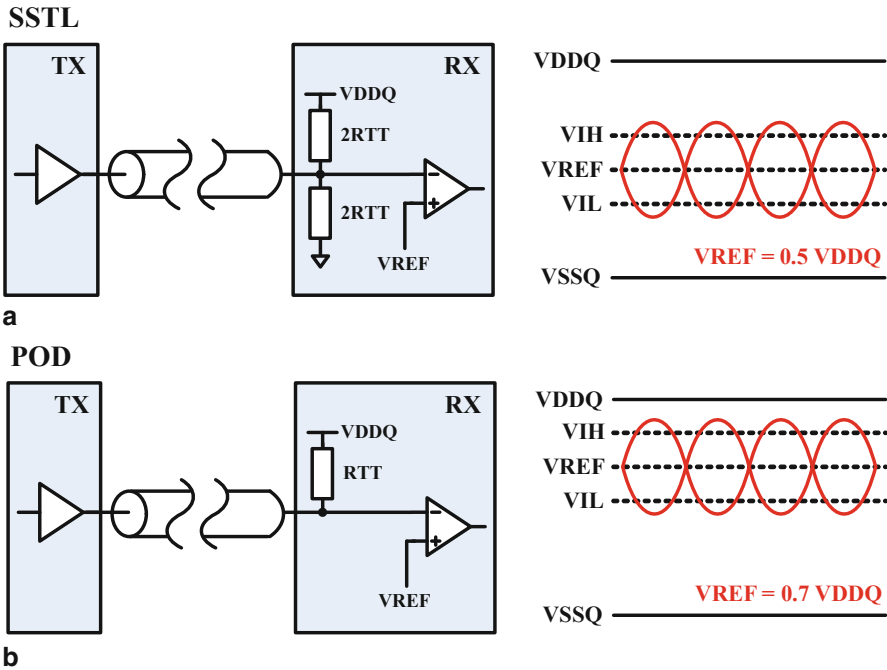 SSTL
TX
RX
VDDQ
2RTT
2RTT
VREF
−
+
VDDQ
VIH
VREF
VIL
VREF = 0.5 VDDQ
VSSQ
a
POD
TX
RX
VDDQ
RTT
VREF
−
+
VDDQ
VIH
VREF
VIL
VREF = 0.7 VDDQ
VSSQ
b